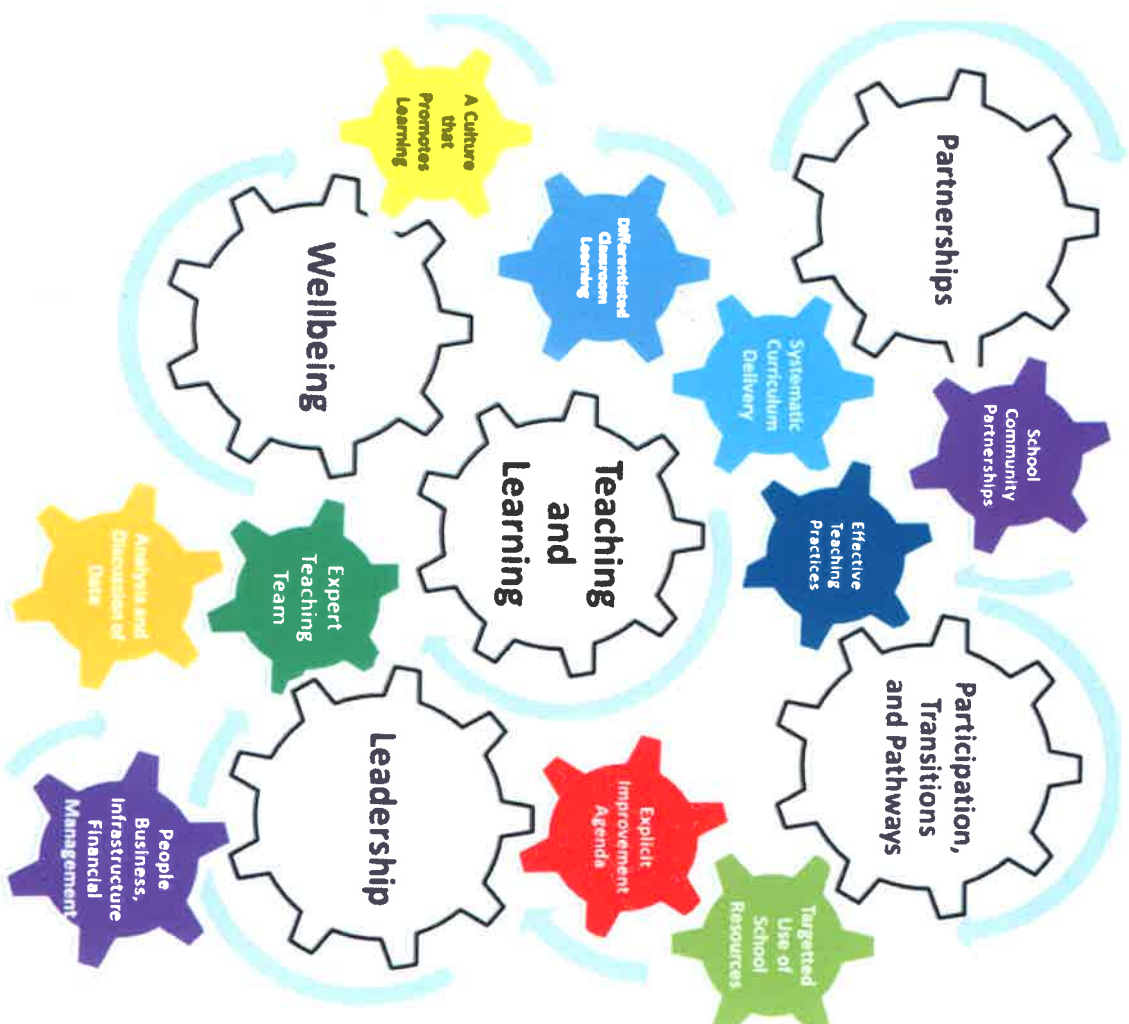 Partnerships
School
Community
Partnerships
Participation,
Transitions
and Pathways
Effective
Teaching
Practices
Systematic
Curriculum
Delivery
Targetted
Use of
School
Resources
Differentiated
Classroom
Learning
Teaching
and
Learning
Explicit
Improvement
Agenda
A Culture
that
Promotes
Learning
Wellbeing
Expert
Teaching
Team
Leadership
Analysis and
Discussion of
Data
People
Business,
Infrastructure
Financial
Management